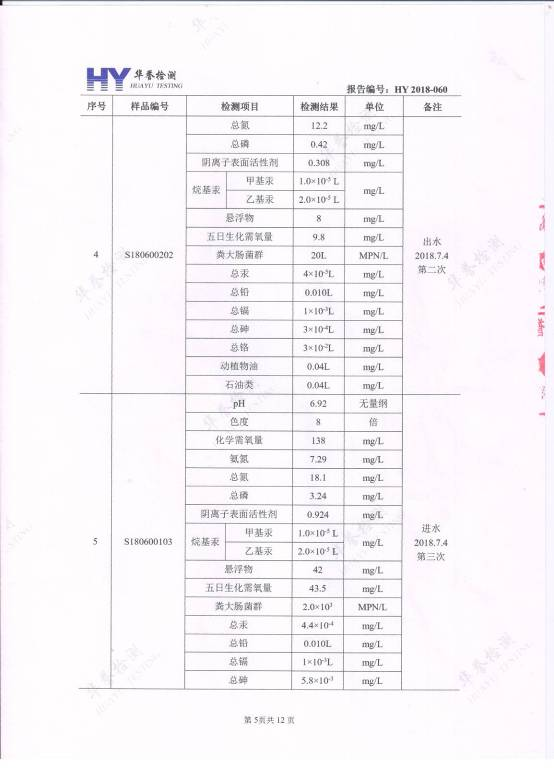 HY 华誉检测
HUAYU TESTING
报告编号：HY 2018-060
序号 样品编号 检测项目 检测结果 单位 备注
4 S180600202 出水 2018.7.4 第二次
总氮 12.2 mg/L
总磷 0.42 mg/L
阴离子表面活性剂 0.308 mg/L
烷基汞 甲基汞 1.0×10⁻⁵ L mg/L
乙基汞 2.0×10⁻⁵ L
悬浮物 8 mg/L
五日生化需氧量 9.8 mg/L
粪大肠菌群 20L MPN/L
总汞 4×10⁻⁵L mg/L
总铅 0.010L mg/L
总镉 1×10⁻³L mg/L
总砷 3×10⁻⁴L mg/L
总铬 3×10⁻²L mg/L
动植物油 0.04L mg/L
石油类 0.04L mg/L
5 S180600103 进水 2018.7.4 第三次
pH 6.92 无量纲
色度 8 倍
化学需氧量 138 mg/L
氨氮 7.29 mg/L
总氮 18.1 mg/L
总磷 3.24 mg/L
阴离子表面活性剂 0.924 mg/L
烷基汞 甲基汞 1.0×10⁻⁵ L mg/L
乙基汞 2.0×10⁻⁵ L
悬浮物 42 mg/L
五日生化需氧量 43.5 mg/L
粪大肠菌群 2.0×10³ MPN/L
总汞 4.4×10⁻⁴ mg/L
总铅 0.010L mg/L
总镉 1×10⁻³L mg/L
总砷 5.8×10⁻³ mg/L
第 5页共 12 页